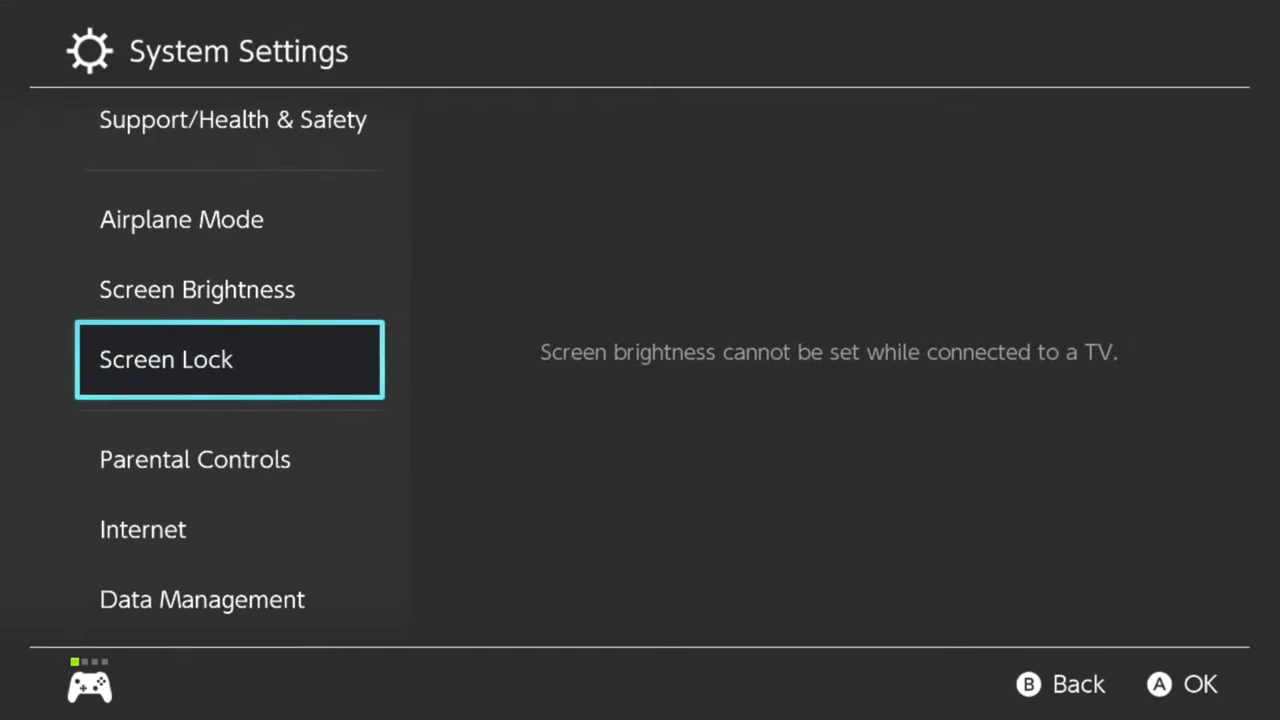 System Settings
Support/Health & Safety
Airplane Mode
Screen Brightness
Screen Lock
Screen brightness cannot be set while connected to a TV.
Parental Controls
Internet
Data Management
B Back A OK